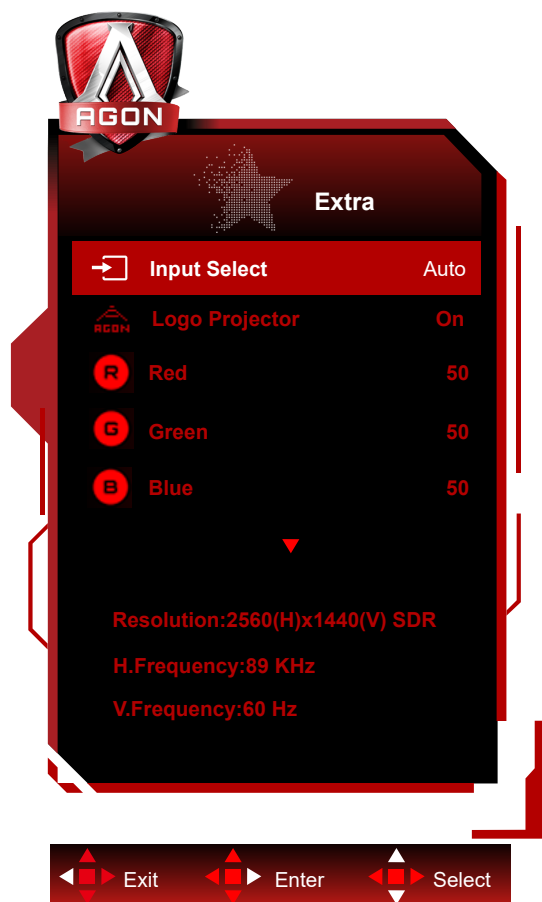 AGON
Extra
Input Select Auto
AGON Logo Projector On
R Red 50
G Green 50
B Blue 50
Resolution:2560(H)x1440(V) SDR
H.Frequency:89 KHz
V.Frequency:60 Hz
Exit Enter Select